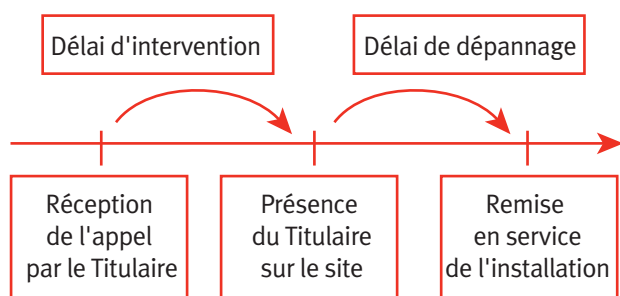 Délai d'intervention
Délai de dépannage
Réception
de l'appel
par le Titulaire
Présence
du Titulaire
sur le site
Remise
en service
de l'installation